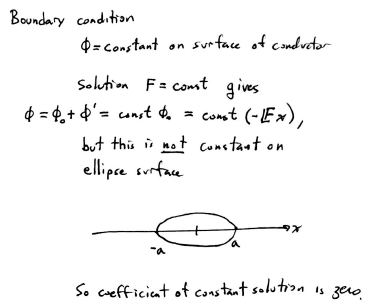 Boundary condition
Φ = constant on surface of conductor
Solution F = const gives
Φ = Φ₀ + Φ' = const Φ₀ = const (-𝔼x),
but this is not constant on
ellipse surface
x
-a
a
So coefficient of constant solution is zero.